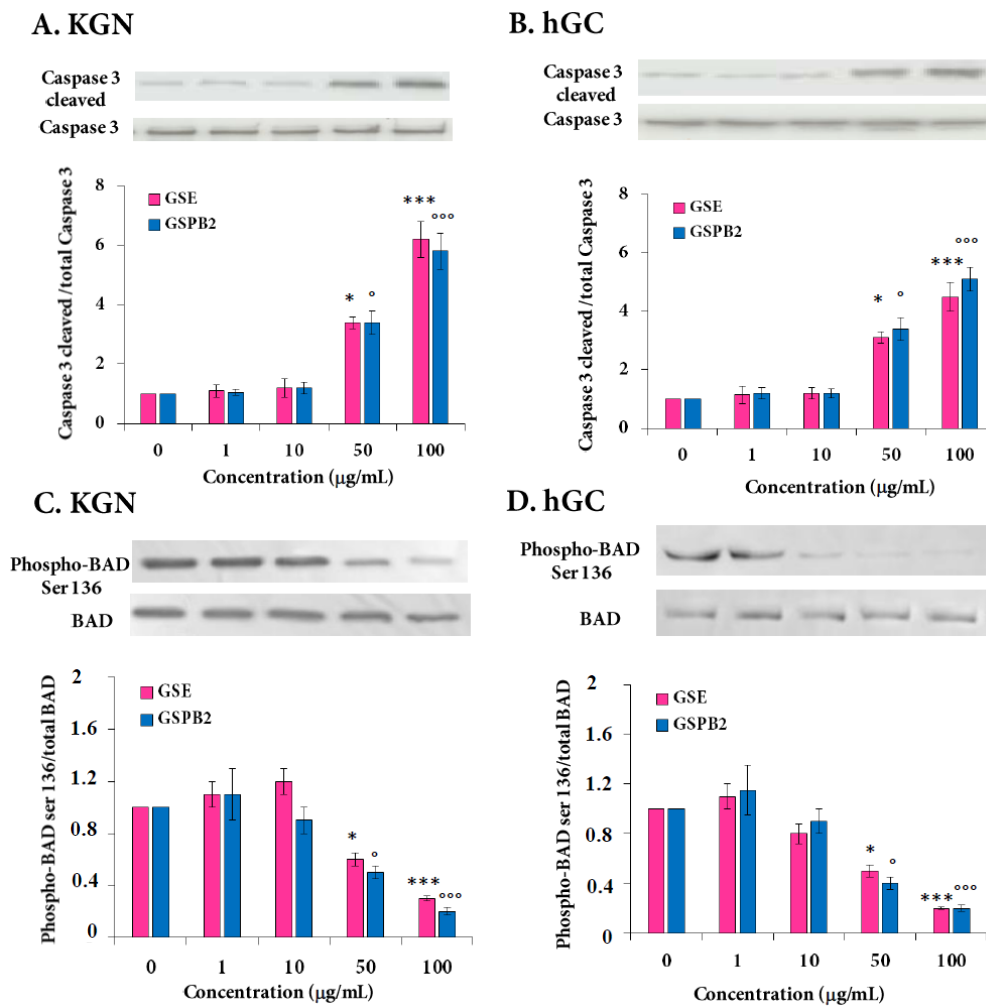 A. KGN
Caspase 3
cleaved
Caspase 3
Caspase 3 cleaved /total Caspase 3
8
6
4
2
0
GSE
GSPB2
*
°
***
°°°
0 1 10 50 100
Concentration (µg/mL)
B. hGC
Caspase 3
cleaved
Caspase 3
Caspase 3 cleaved /total Caspase 3
8
6
4
2
0
GSE
GSPB2
*
°
***
°°°
0 1 10 50 100
Concentration (µg/mL)
C. KGN
Phospho-BAD
Ser 136
BAD
Phospho-BAD ser 136/total BAD
2
1.6
1.2
0.8
0.4
0
GSE
GSPB2
*
°
***
°°°
0 1 10 50 100
Concentration (µg/mL)
D. hGC
Phospho-BAD
Ser 136
BAD
Phospho-BAD ser 136/total BAD
2
1.6
1.2
0.8
0.4
0
GSE
GSPB2
*
°
***
°°°
0 1 10 50 100
Concentration (µg/mL)